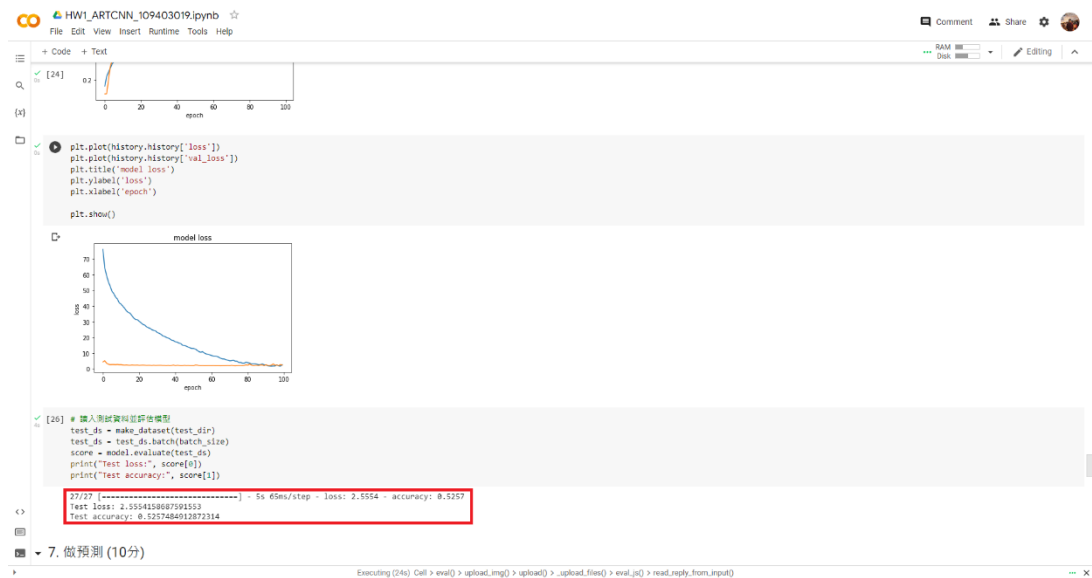 HW1_ARTCNN_109403019.ipynb
File Edit View Insert Runtime Tools Help
Comment Share
+ Code + Text
RAM
Disk
Editing
[24]
0.2
0 20 40 60 80 100
epoch
{x}
plt.plot(history.history['loss'])
plt.plot(history.history['val_loss'])
plt.title('model loss')
plt.ylabel('loss')
plt.xlabel('epoch')
plt.show()
model loss
70
60
50
40
30
20
10
0
loss
0 20 40 60 80 100
epoch
[26] # 讀入測試資料並評估模型
test_ds = make_dataset(test_dir)
test_ds = test_ds.batch(batch_size)
score = model.evaluate(test_ds)
print("Test loss:", score[0])
print("Test accuracy:", score[1])
27/27 [==============================] - 5s 65ms/step - loss: 2.5554 - accuracy: 0.5257
Test loss: 2.5554158687591553
Test accuracy: 0.5257484912872314
7. 做預測 (10分)
Executing (24s) Cell > eval() > upload_img() > upload() > _upload_files() > eval_js() > read_reply_from_input()